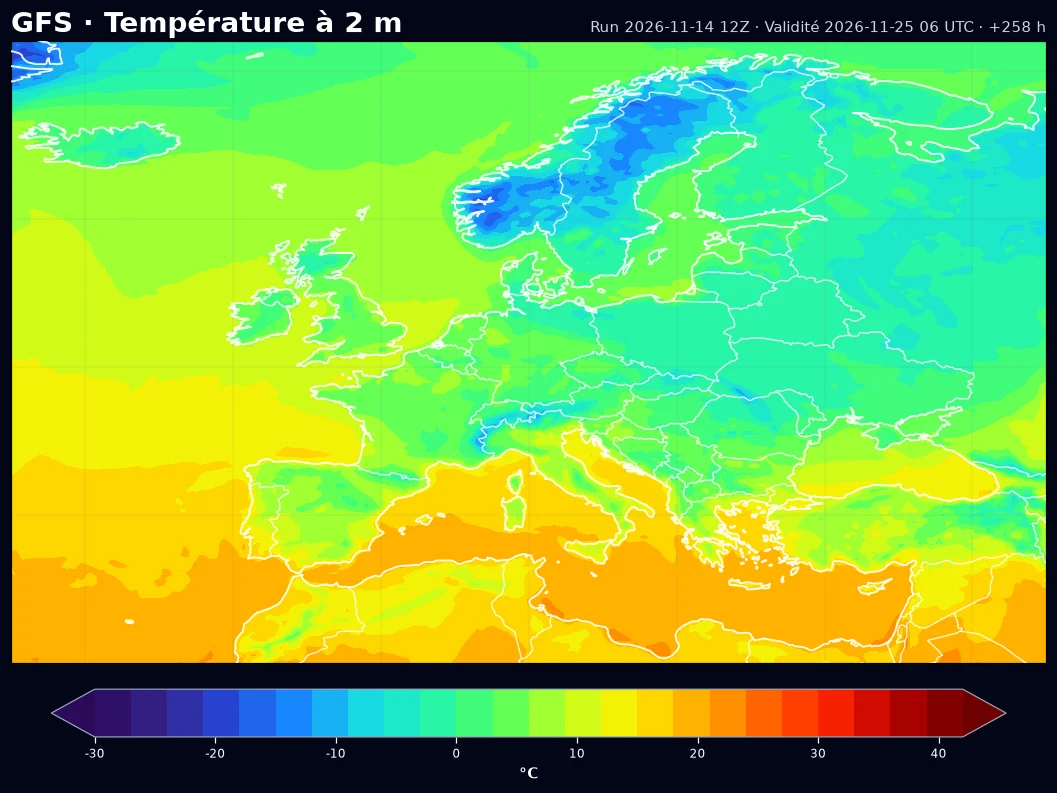 GFS · Température à 2 m
Run 2026-11-14 12Z · Validité 2026-11-25 06 UTC · +258 h
-30 -20 -10 0 10 20 30 40
°C